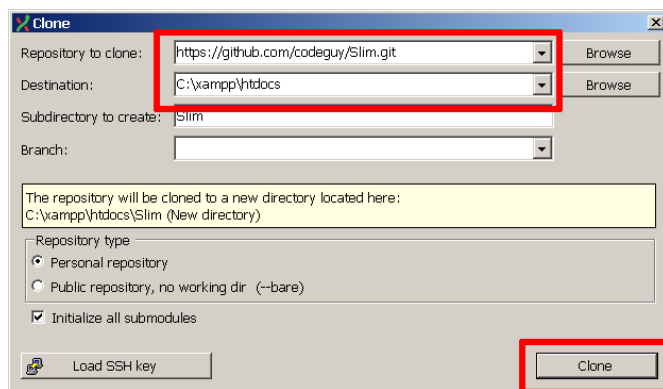 Clone
Repository to clone: https://github.com/codeguy/Slim.git Browse
Destination: C:\xampp\htdocs Browse
Subdirectory to create: Slim
Branch:
The repository will be cloned to a new directory located here:
C:\xampp\htdocs\Slim (New directory)
Repository type
Personal repository
Public repository, no working dir (--bare)
Initialize all submodules
Load SSH key Clone